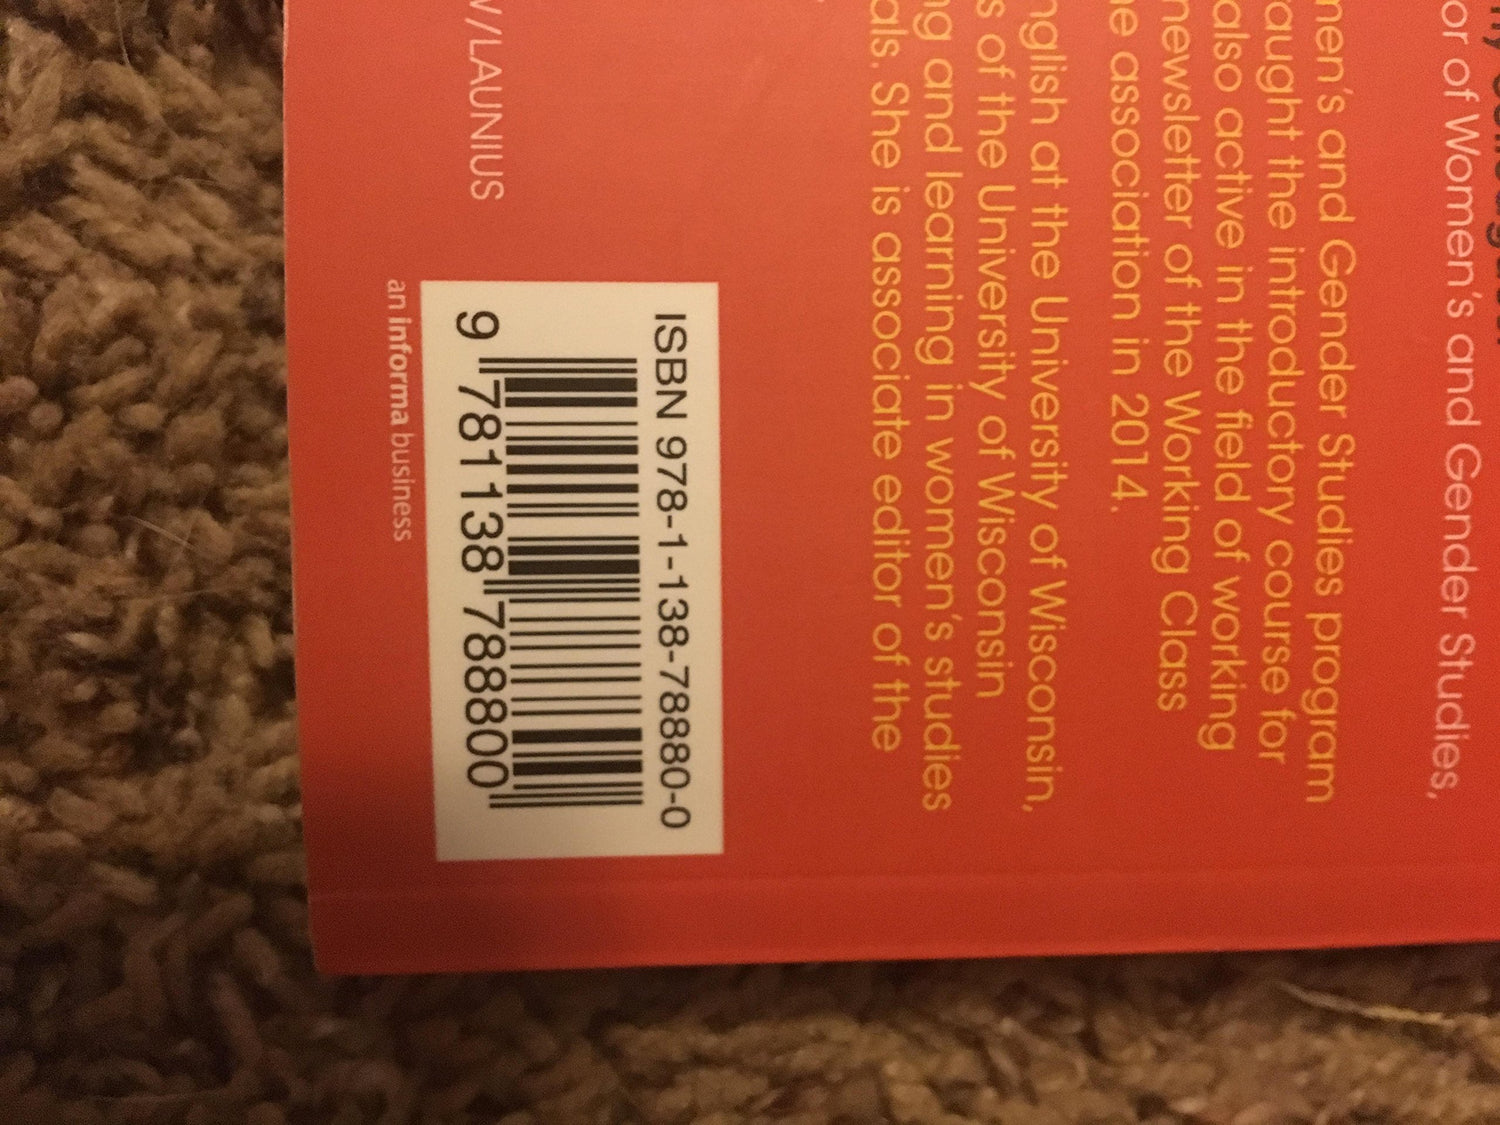 or of Women's and Gender Studies,
men's and Gender Studies program
aught the introductory course for
also active in the field of working
newsletter of the Working Class
e association in 2014.
nglish at the University of Wisconsin,
s of the University of Wisconsin
ng and learning in women's studies
als. She is associate editor of the
ISBN 978-1-138-78880-0
/LAUNIUS
9 781138 788800
an informa business